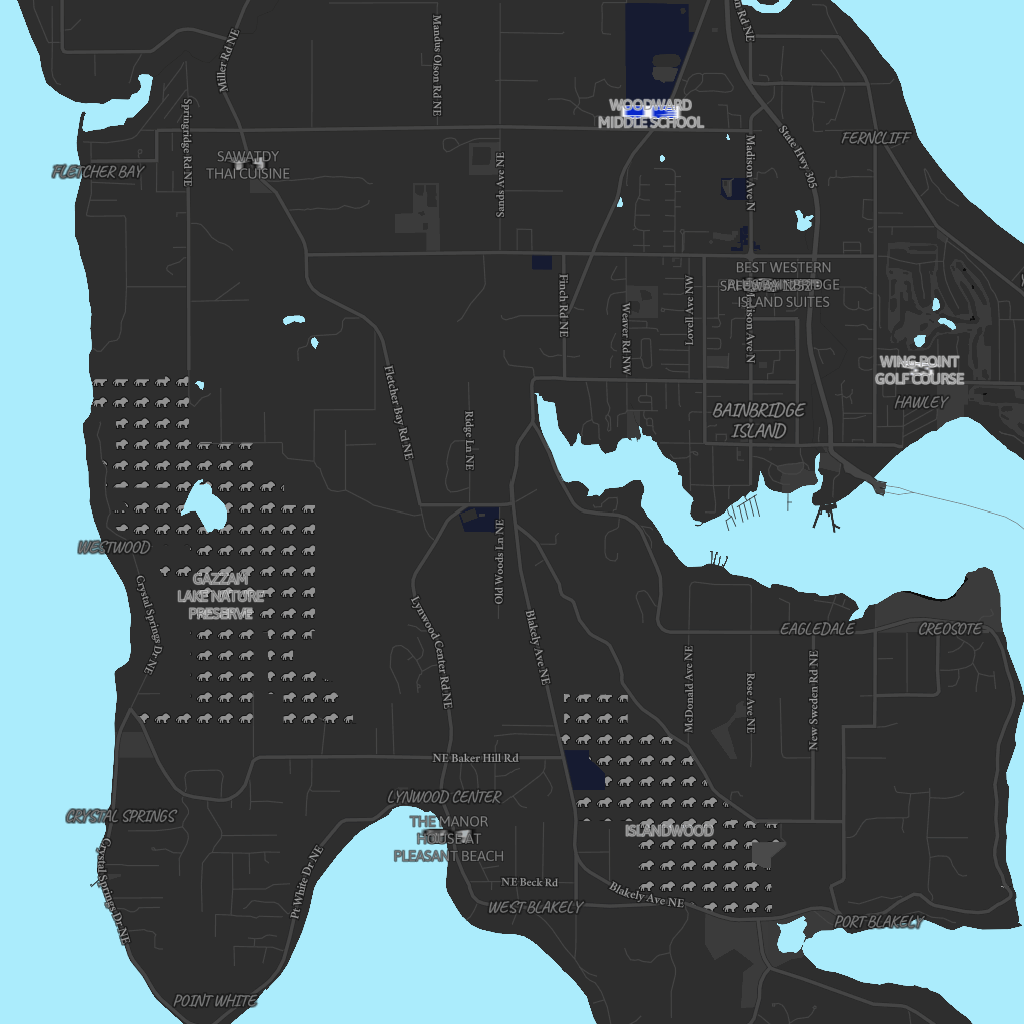 Miller Rd NE
Mandus Olson Rd NE
Springridge Rd NE
WOODWARD
MIDDLE SCHOOL
State Hwy 305
Madison Ave N
FERNCLIFF
FLETCHER BAY
SAWATDY
THAI CUISINE
Sands Ave NE
BEST WESTERN
ISLAND SUITES
Finch Rd NE
Weaver Rd NW
Lovell Ave NW
Madison Ave N
WING POINT
GOLF COURSE
HAWLEY
BAINBRIDGE
ISLAND
Fletcher Bay Rd NE
Ridge Ln NE
WESTWOOD
Old Woods Ln NE
GAZZAM
LAKE NATURE
PRESERVE
Crystal Springs Dr NE
Lynwood Center Rd NE
Blakely Ave NE
EAGLEDALE
CREOSOTE
McDonald Ave NE
Rose Ave NE
New Sweden Rd NE
NE Baker Hill Rd
LYNWOOD CENTER
CRYSTAL SPRINGS
THE MANOR
HOUSE AT
PLEASANT BEACH
ISLANDWOOD
Crystal Springs Dr NE
Pt White Dr NE
NE Beck Rd
Blakely Ave NE
WEST BLAKELY
PORT BLAKELY
POINT WHITE